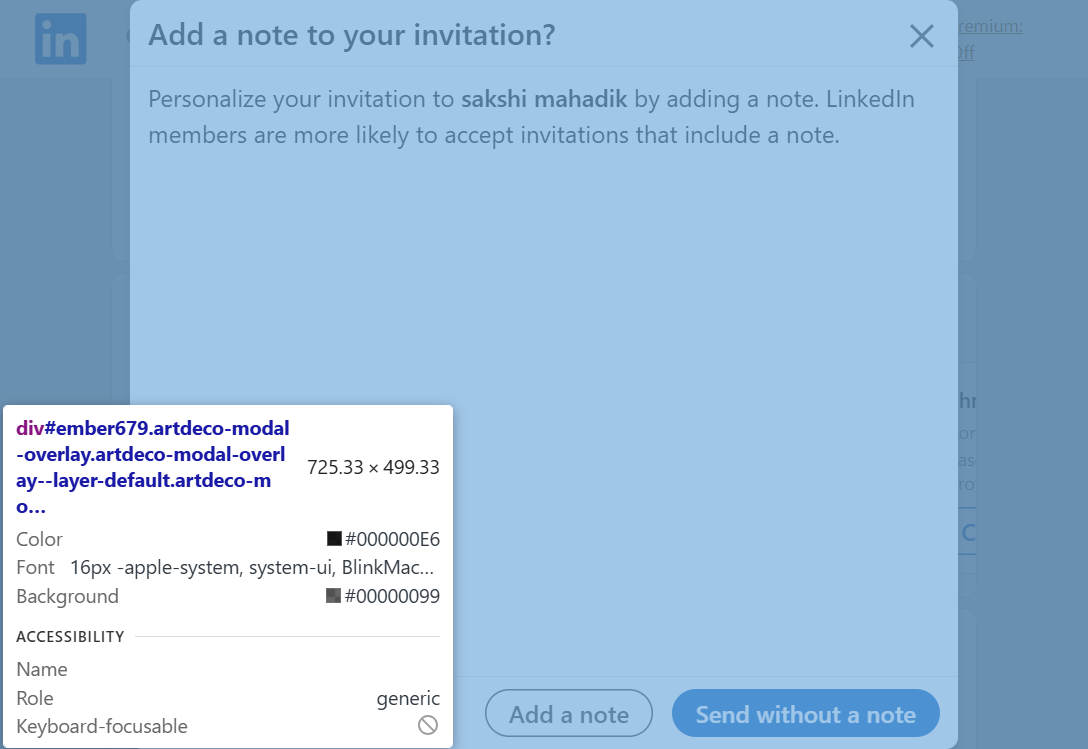 in
Add a note to your invitation?
remium:
Off
Personalize your invitation to sakshi mahadik by adding a note. LinkedIn
members are more likely to accept invitations that include a note.
div#ember679.artdeco-modal
-overlay.artdeco-modal-overl
ay--layer-default.artdeco-m
o…
725.33 × 499.33
Color #000000E6
Font 16px -apple-system, system-ui, BlinkMac…
Background #00000099
ACCESSIBILITY
Name
Role generic
Keyboard-focusable
Add a note
Send without a note